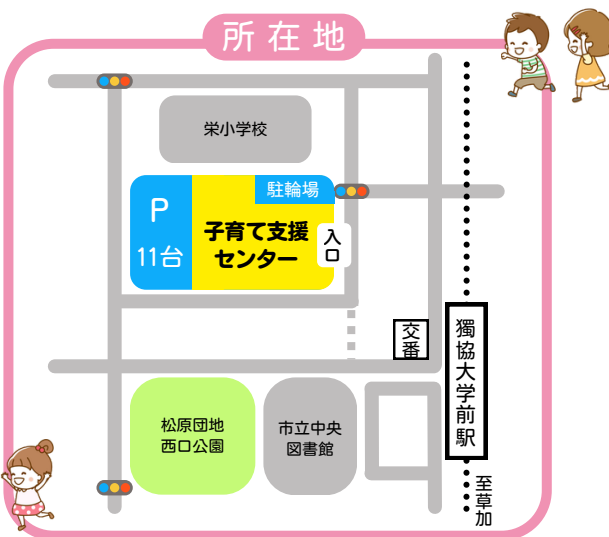 所在地
栄小学校
P
11台
駐輪場
子育て支援
センター
入口
交番
獨協大学前駅
松原団地
西口公園
市立中央
図書館
至草加